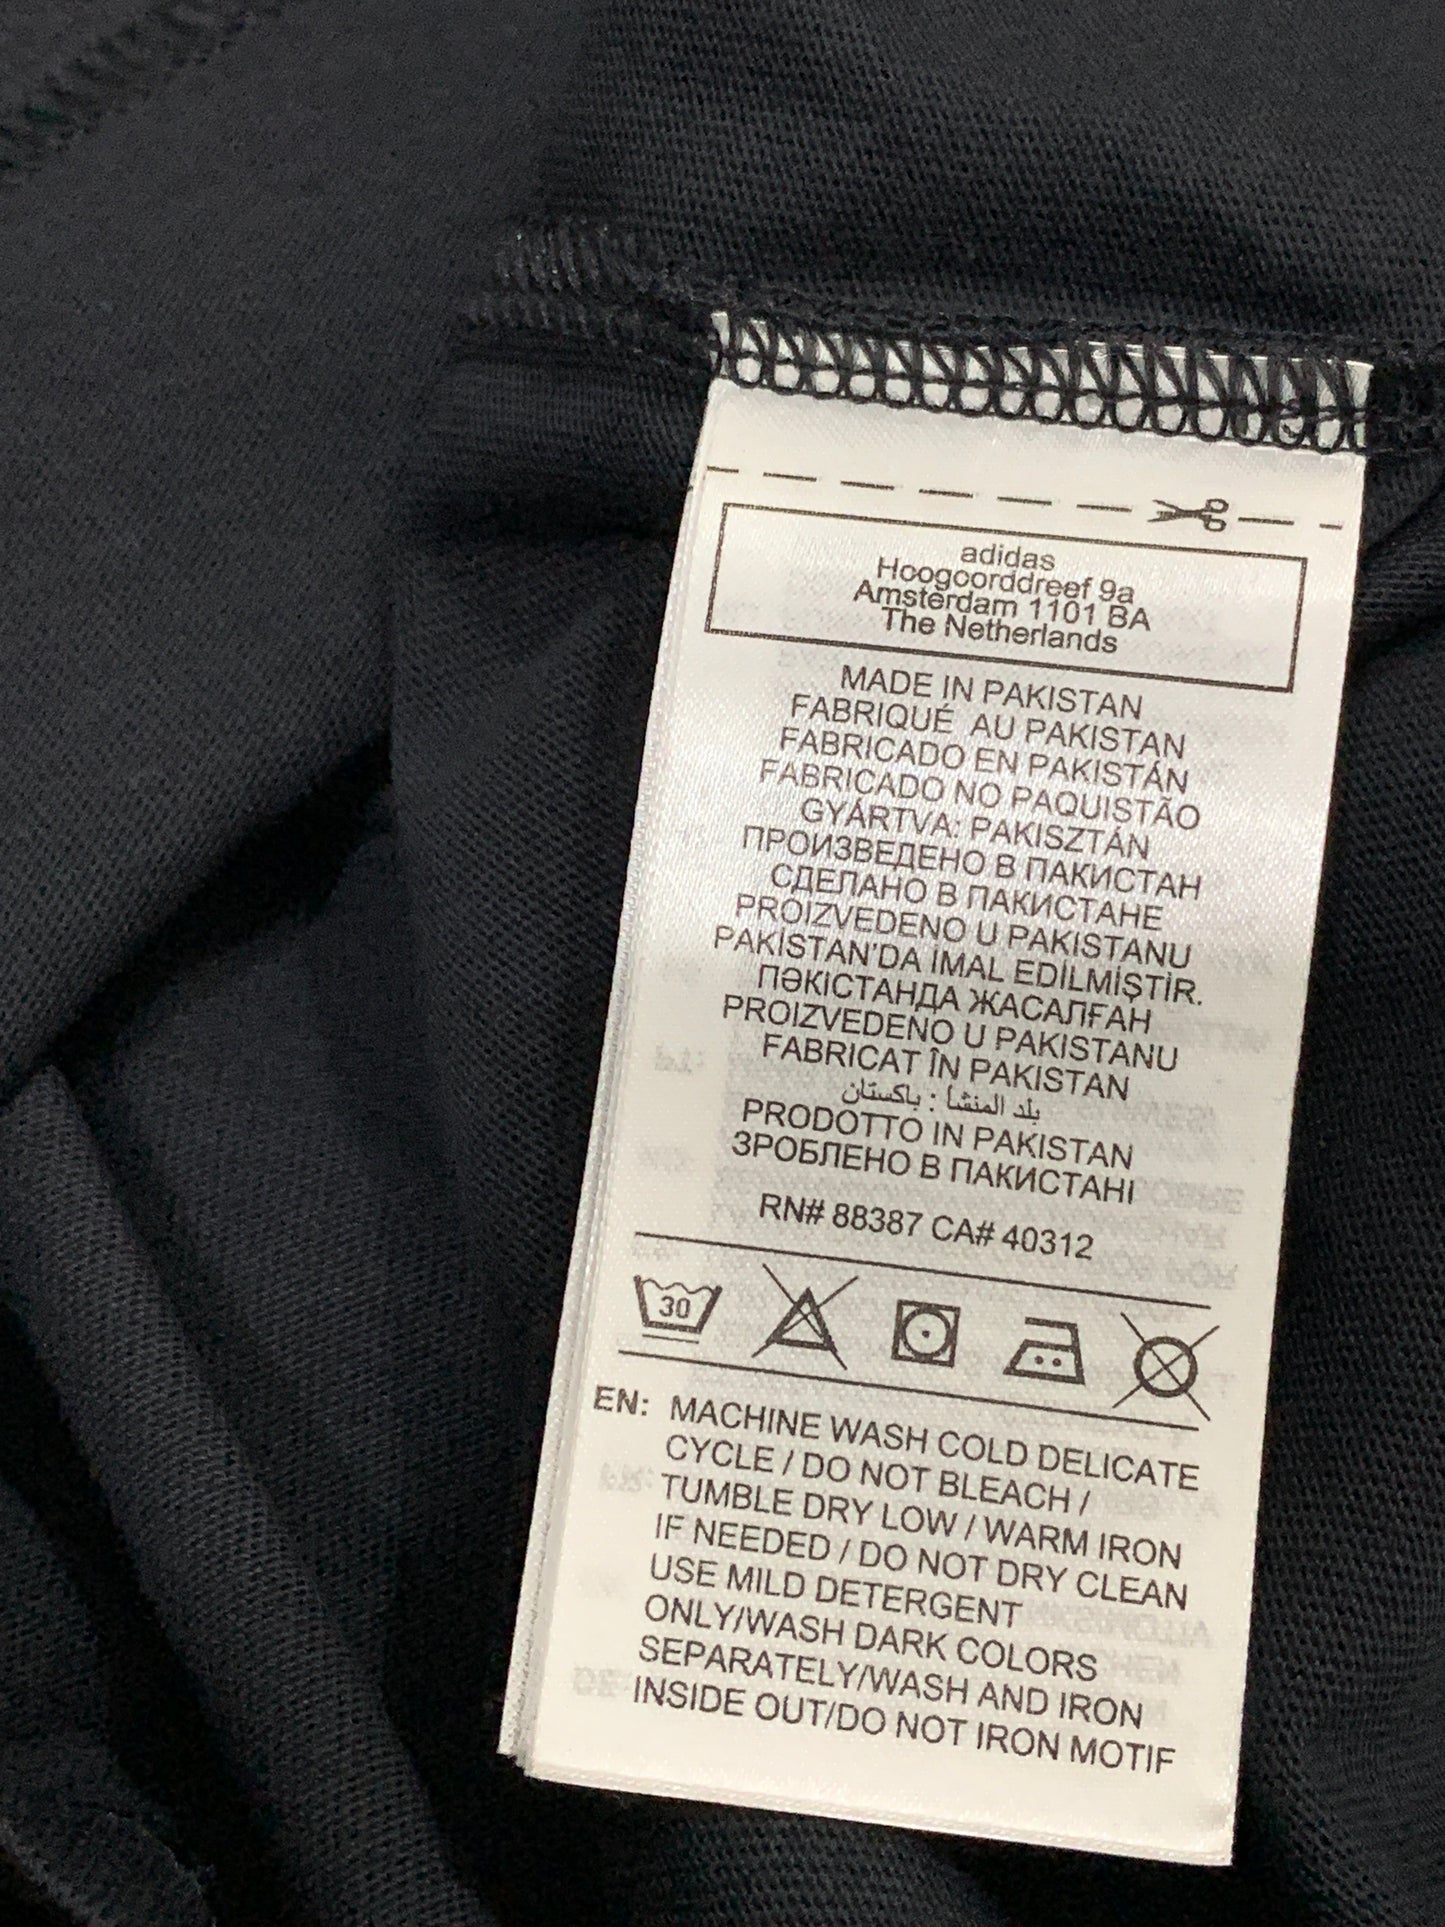 adidas
Hoogoorddreef 9a
Amsterdam 1101 BA
The Netherlands
MADE IN PAKISTAN
FABRIQUÉ AU PAKISTAN
FABRICADO EN PAKISTÁN
FABRICADO NO PAQUISTÃO
GYÁRTVA: PAKISZTÁN
ПРОИЗВЕДЕНО В ПАКИСТАН
СДЕЛАНО В ПАКИСТАНЕ
PROIZVEDENO U PAKISTANU
PAKİSTAN'DA İMAL EDİLMİŞTİR.
ПӘКІСТАНДА ЖАСАЛҒАН
PROIZVEDENO U PAKISTANU
FABRICAT ÎN PAKISTAN
بلد المنشأ : باكستان
PRODOTTO IN PAKISTAN
ЗРОБЛЕНО В ПАКИСТАНІ
RN# 88387 CA# 40312
30
EN: MACHINE WASH COLD DELICATE
CYCLE / DO NOT BLEACH /
TUMBLE DRY LOW / WARM IRON
IF NEEDED / DO NOT DRY CLEAN
USE MILD DETERGENT
ONLY/WASH DARK COLORS
SEPARATELY/WASH AND IRON
INSIDE OUT/DO NOT IRON MOTIF